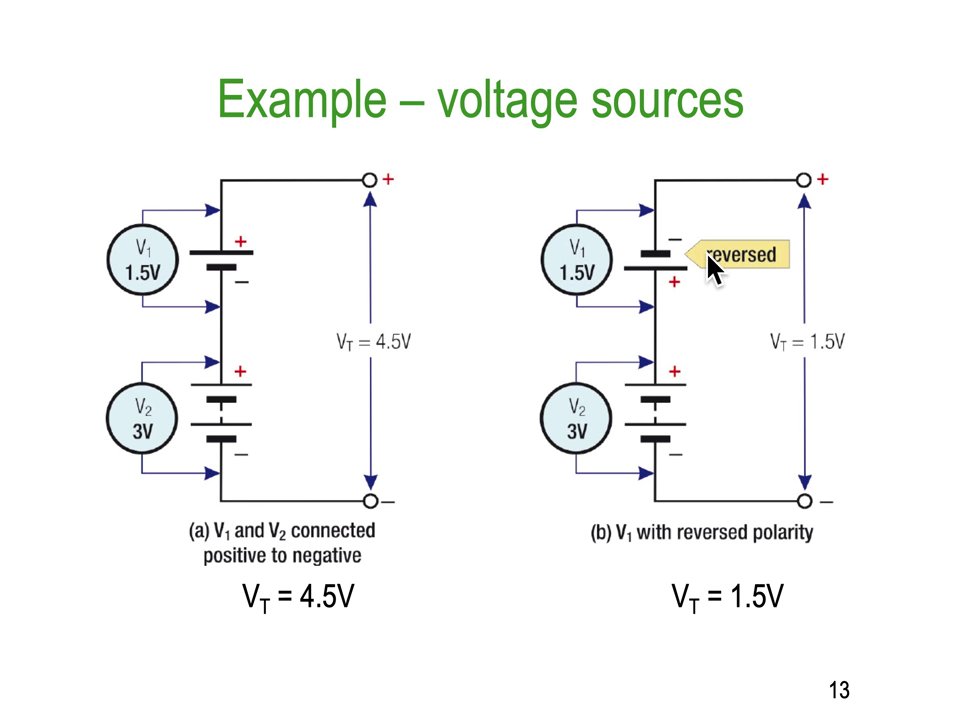 Example – voltage sources
+
V1
1.5V
+
−
VT = 4.5V
V2
3V
+
−
−
(a) V1 and V2 connected
positive to negative
VT = 4.5V
+
V1
1.5V
−
reversed
+
VT = 1.5V
V2
3V
+
−
−
(b) V1 with reversed polarity
VT = 1.5V
13